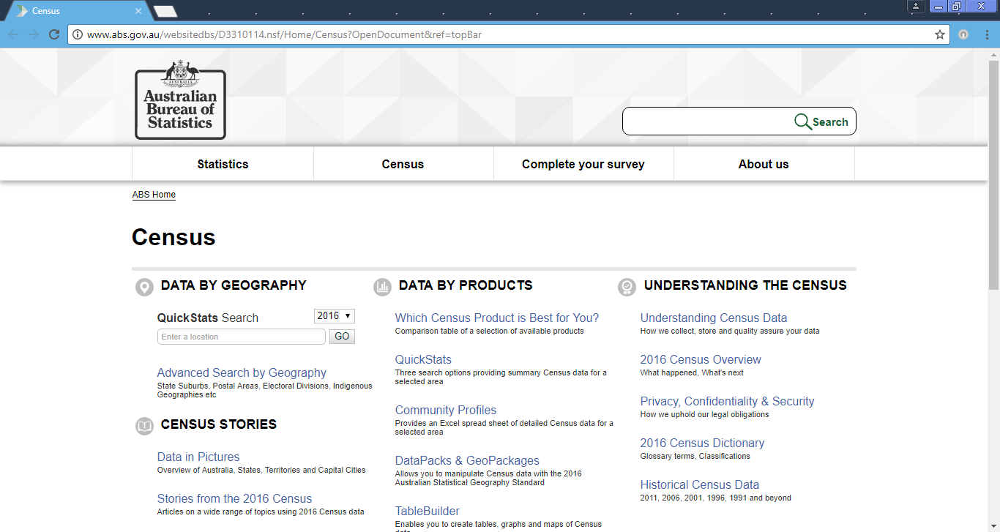 Census
www.abs.gov.au/websitedbs/D3310114.nsf/Home/Census?OpenDocument&ref=topBar
AUSTRALIA
Australian
Bureau of
Statistics
Search
Statistics
Census
Complete your survey
About us
ABS Home
Census
DATA BY GEOGRAPHY
QuickStats Search
2016
Enter a location
GO
Advanced Search by Geography
State Suburbs, Postal Areas, Electoral Divisions, Indigenous
Geographies etc
CENSUS STORIES
Data in Pictures
Overview of Australia, States, Territories and Capital Cities
Stories from the 2016 Census
Articles on a wide range of topics using 2016 Census data
DATA BY PRODUCTS
Which Census Product is Best for You?
Comparison table of a selection of available products
QuickStats
Three search options providing summary Census data for a
selected area
Community Profiles
Provides an Excel spread sheet of detailed Census data for a
selected area
DataPacks & GeoPackages
Allows you to manipulate Census data with the 2016
Australian Statistical Geography Standard
TableBuilder
Enables you to create tables, graphs and maps of Census
UNDERSTANDING THE CENSUS
Understanding Census Data
How we collect, store and quality assure your data
2016 Census Overview
What happened, What's next
Privacy, Confidentiality & Security
How we uphold our legal obligations
2016 Census Dictionary
Glossary terms, Classifications
Historical Census Data
2011, 2006, 2001, 1996, 1991 and beyond